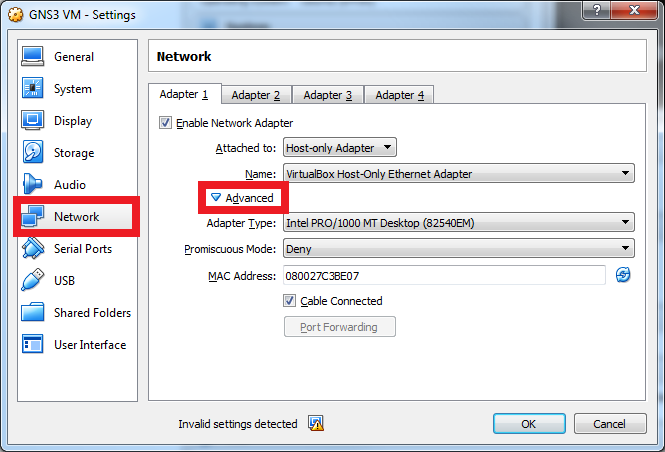 GNS3 VM - Settings
General
System
Display
Storage
Audio
Network
Serial Ports
USB
Shared Folders
User Interface
Network
Adapter 1 Adapter 2 Adapter 3 Adapter 4
Enable Network Adapter
Attached to: Host-only Adapter
Name: VirtualBox Host-Only Ethernet Adapter
Advanced
Adapter Type: Intel PRO/1000 MT Desktop (82540EM)
Promiscuous Mode: Deny
MAC Address: 080027C3BE07
Cable Connected
Port Forwarding
Invalid settings detected
OK Cancel